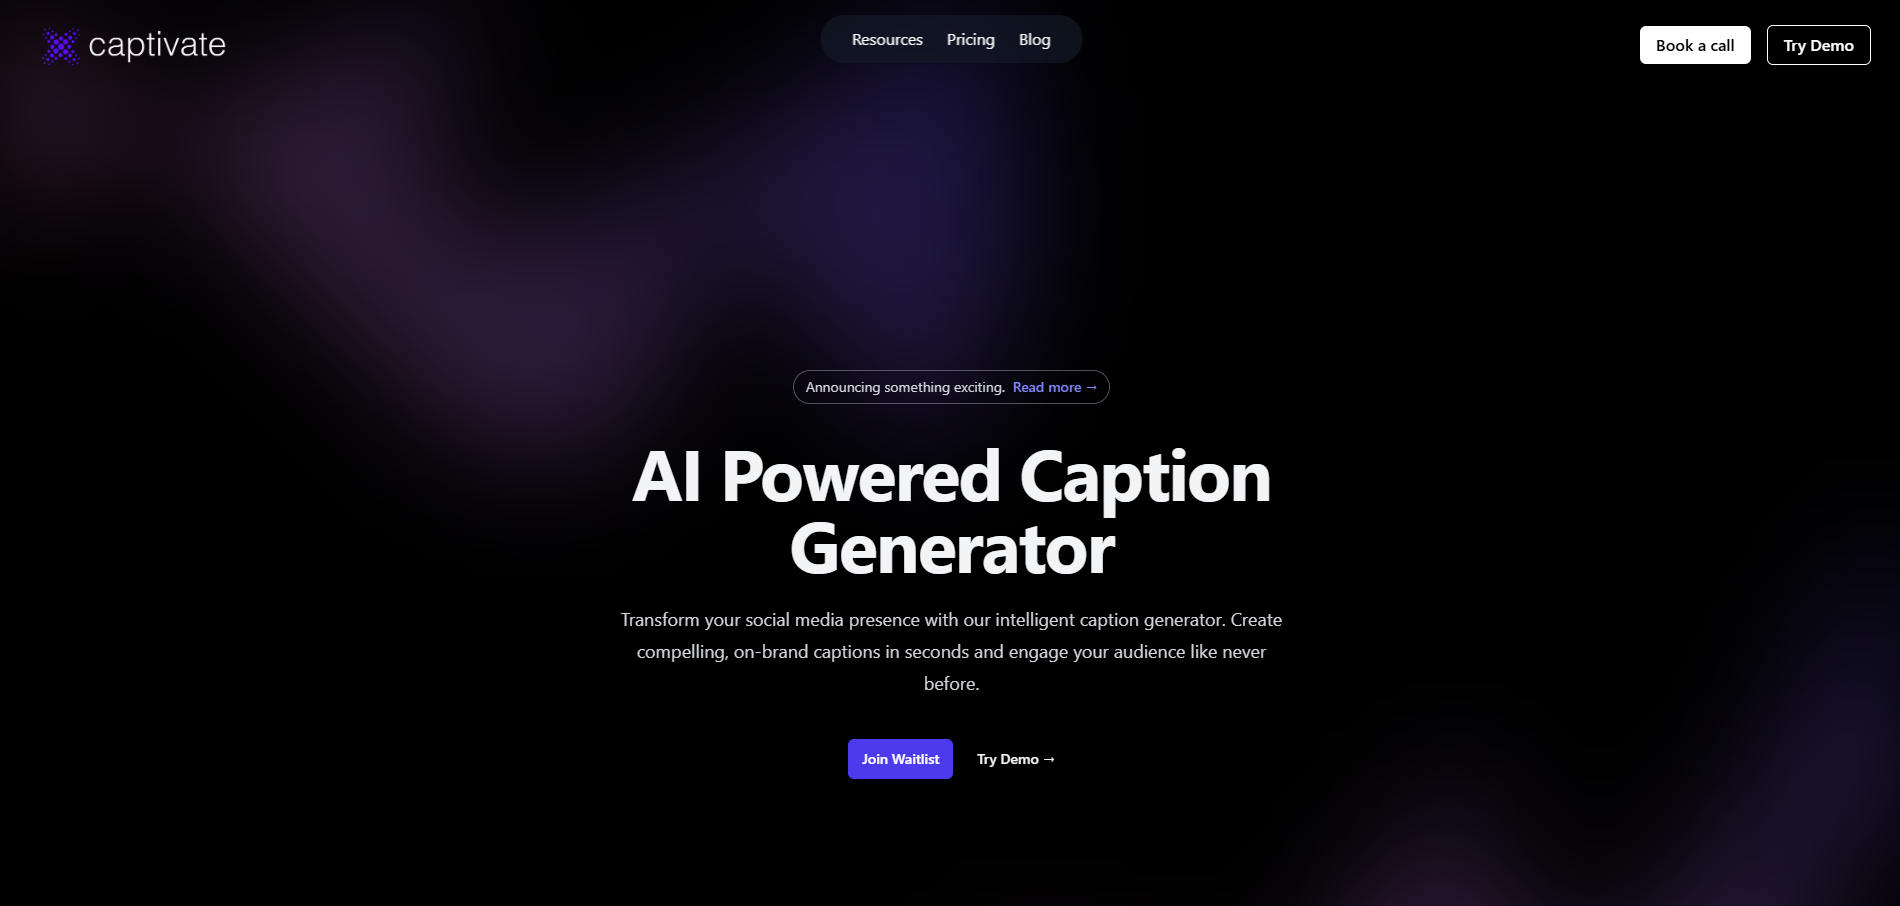 captivate
Resources Pricing Blog
Book a call
Try Demo
Announcing something exciting. Read more →
AI Powered Caption
Generator
Transform your social media presence with our intelligent caption generator. Create
compelling, on-brand captions in seconds and engage your audience like never
before.
Join Waitlist
Try Demo →